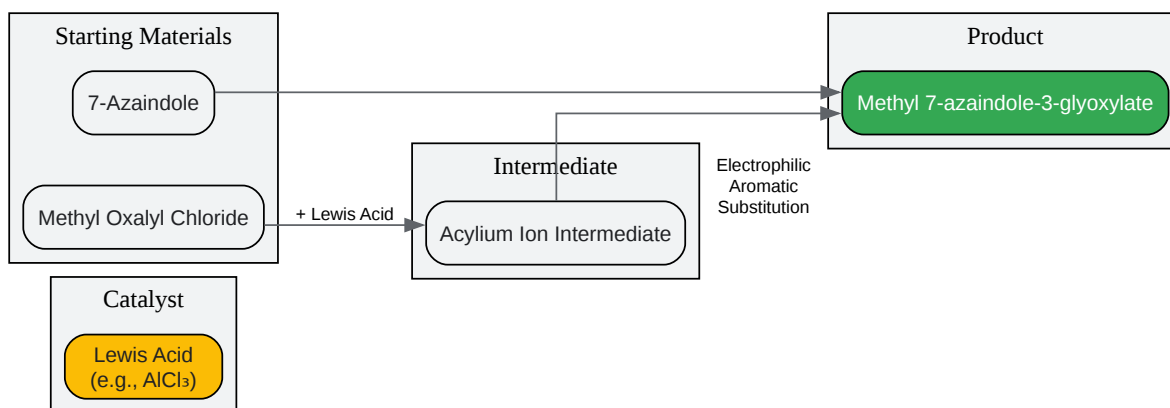 Starting Materials
7-Azaindole
Methyl Oxalyl Chloride
+ Lewis Acid
Intermediate
Acylium Ion Intermediate
Electrophilic
Aromatic
Substitution
Product
Methyl 7-azaindole-3-glyoxylate
Catalyst
Lewis Acid
(e.g., AlCl₃)